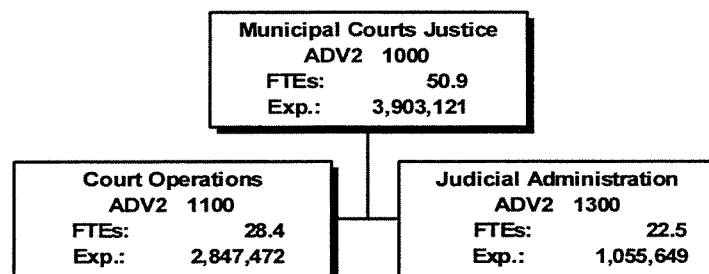 Municipal Courts Justice
ADV2 1000
FTEs: 50.9
Exp.: 3,903,121
Court Operations
ADV2 1100
FTEs: 28.4
Exp.: 2,847,472
Judicial Administration
ADV2 1300
FTEs: 22.5
Exp.: 1,055,649